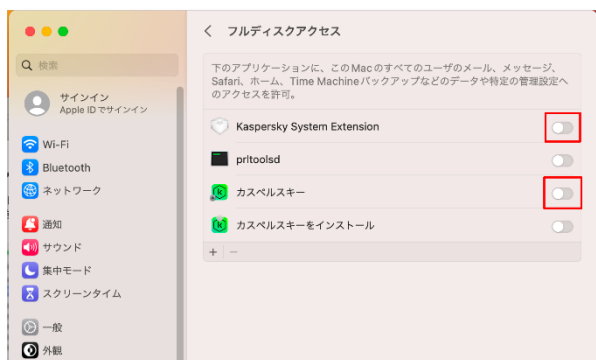 フルディスクアクセス
検索
サインイン
Apple ID でサインイン
Wi-Fi
Bluetooth
ネットワーク
通知
サウンド
集中モード
スクリーンタイム
一般
外観
下のアプリケーションに、このMacのすべてのユーザのメール、メッセージ、
Safari、ホーム、Time Machineバックアップなどのデータや特定の管理設定へ
のアクセスを許可。
Kaspersky System Extension
prltoolsd
カスペルスキー
カスペルスキーをインストール